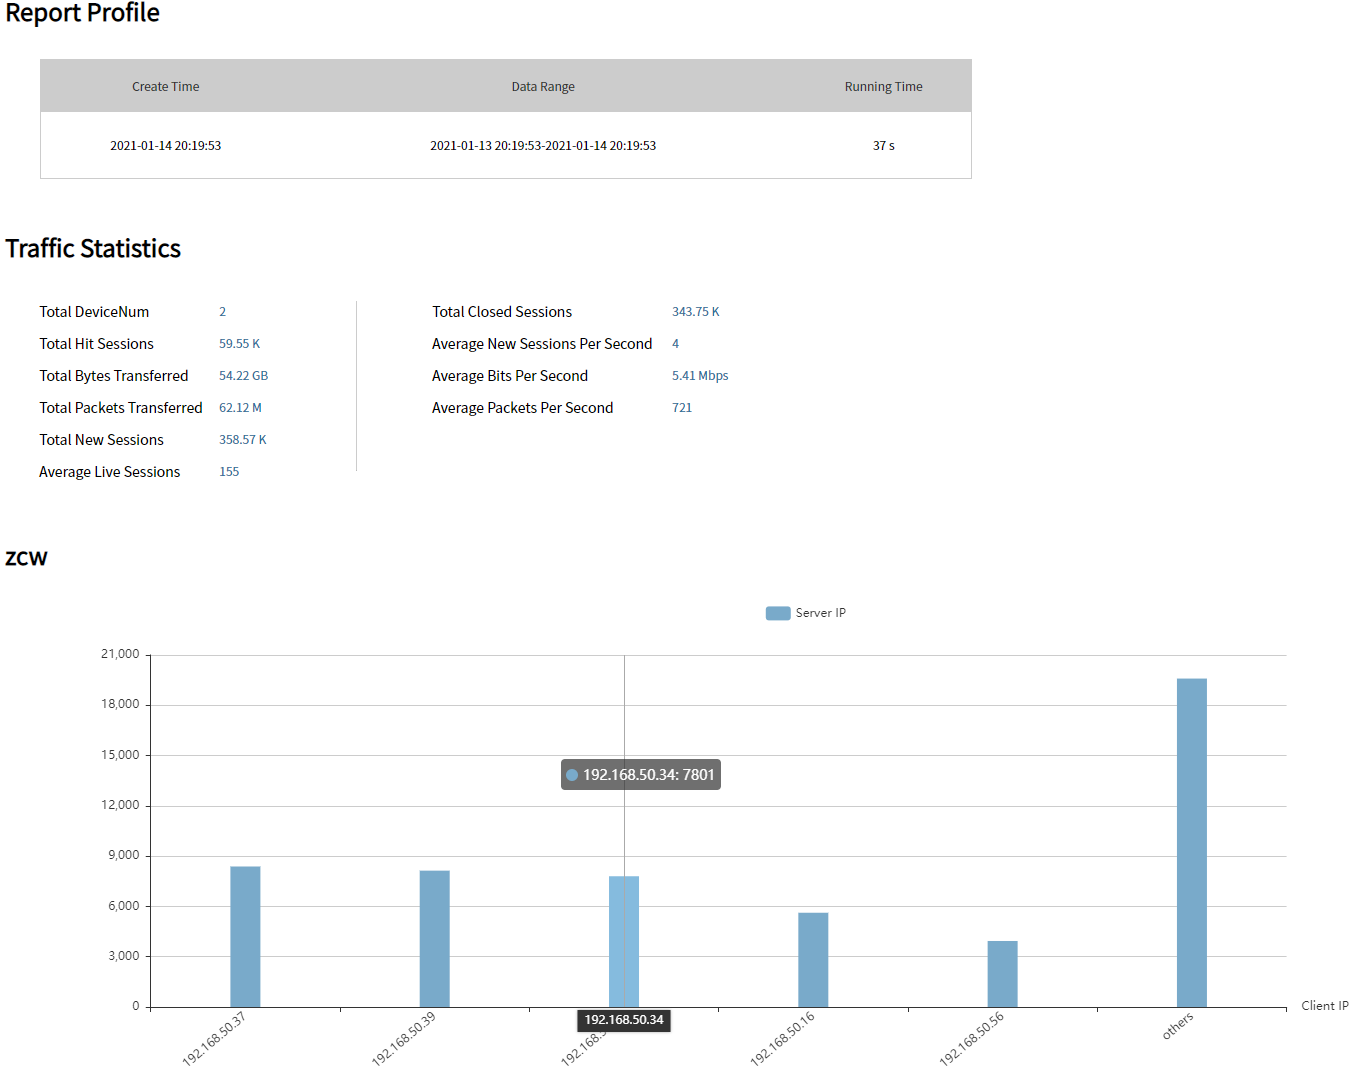 Report Profile
Create Time Data Range Running Time
2021-01-14 20:19:53 2021-01-13 20:19:53-2021-01-14 20:19:53 37 s
Traffic Statistics
Total DeviceNum 2 Total Closed Sessions 343.75 K
Total Hit Sessions 59.55 K Average New Sessions Per Second 4
Total Bytes Transferred 54.22 GB Average Bits Per Second 5.41 Mbps
Total Packets Transferred 62.12 M Average Packets Per Second 721
Total New Sessions 358.57 K
Average Live Sessions 155
zcw
Server IP
21,000
18,000
15,000
192.168.50.34: 7801
12,000
9,000
6,000
3,000
0
Client IP
192.168.50.34
192.168.50.37 192.168.50.39 192.168.5 192.168.50.16 192.168.50.56 others